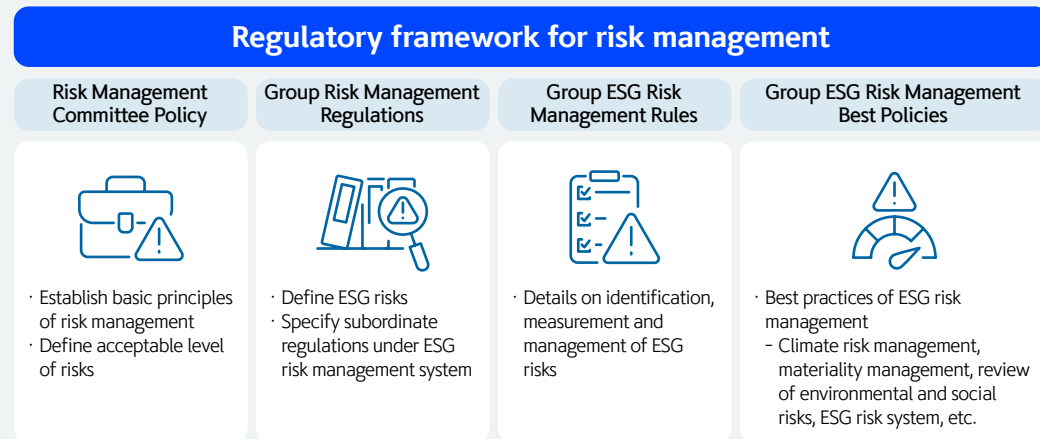 Regulatory framework for risk management
Risk Management
Committee Policy
Group Risk Management
Regulations
Group ESG Risk
Management Rules
Group ESG Risk Management
Best Policies
· Establish basic principles
of risk management
· Define acceptable level
of risks
· Define ESG risks
· Specify subordinate
regulations under ESG
risk management system
· Details on identification,
measurement and
management of ESG
risks
· Best practices of ESG risk
management
- Climate risk management,
materiality management, review
of environmental and social
risks, ESG risk system, etc.